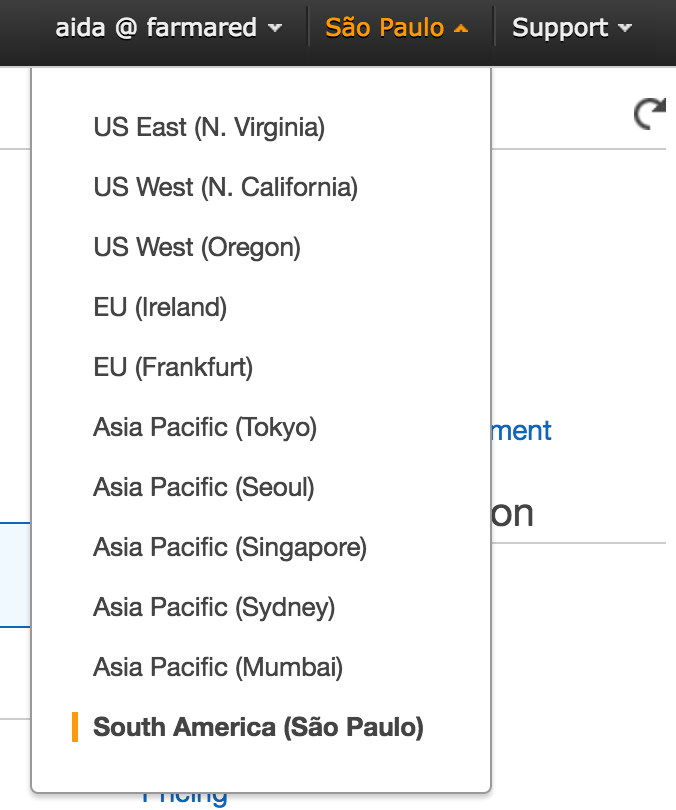 aida @ farmared São Paulo Support
US East (N. Virginia)
US West (N. California)
US West (Oregon)
EU (Ireland)
EU (Frankfurt)
Asia Pacific (Tokyo)
ment
Asia Pacific (Seoul)
on
Asia Pacific (Singapore)
Asia Pacific (Sydney)
Asia Pacific (Mumbai)
South America (São Paulo)
Pricing